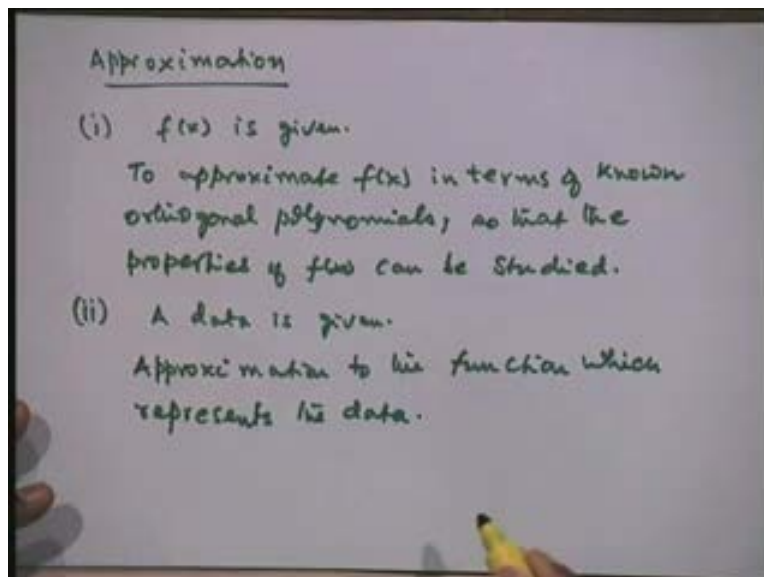 Approximation
(i) f(x) is given.
To approximate f(x) in terms of known
orthogonal polynomials, so that the
properties of f(x) can be studied.
(ii) A data is given.
Approximation to the function which
represents the data.